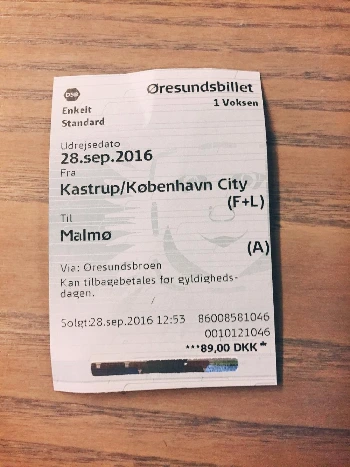 DSB
Øresundsbillet
Enkelt
1 Voksen
Standard
Udrejsedato
28.sep.2016
Fra
Kastrup/København City
(F+L)
Til
Malmø
(A)
Via: Øresundsbroen
Kan tilbagebetales før gyldigheds-
dagen.
Solgt:28.sep.2016 12:53 86008581046
0010121046
***89,00 DKK*